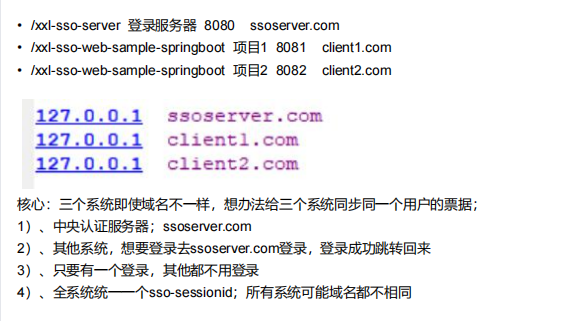 • /xxl-sso-server 登录服务器 8080 ssoserver.com
• /xxl-sso-web-sample-springboot 项目1 8081 client1.com
• /xxl-sso-web-sample-springboot 项目2 8082 client2.com
127.0.0.1 ssoserver.com
127.0.0.1 client1.com
127.0.0.1 client2.com
核心：三个系统即使域名不一样，想办法给三个系统同步同一个用户的票据；
1）、中央认证服务器；ssoserver.com
2）、其他系统，想要登录去ssoserver.com登录，登录成功跳转回来
3）、只要有一个登录，其他都不用登录
4）、全系统统一一个sso-sessionid；所有系统可能域名都不相同